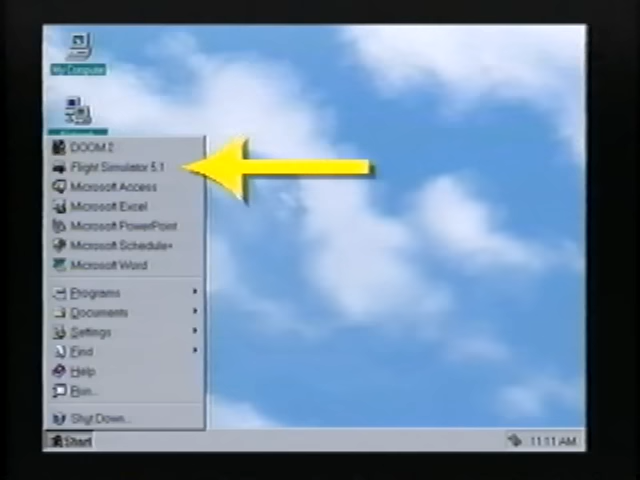 My Computer
DOOM 2
Flight Simulator 5.1
Microsoft Access
Microsoft Excel
Microsoft PowerPoint
Microsoft Schedule+
Microsoft Word
Programs
Documents
Settings
Find
Help
Run...
Shut Down...
Start
11:11 AM